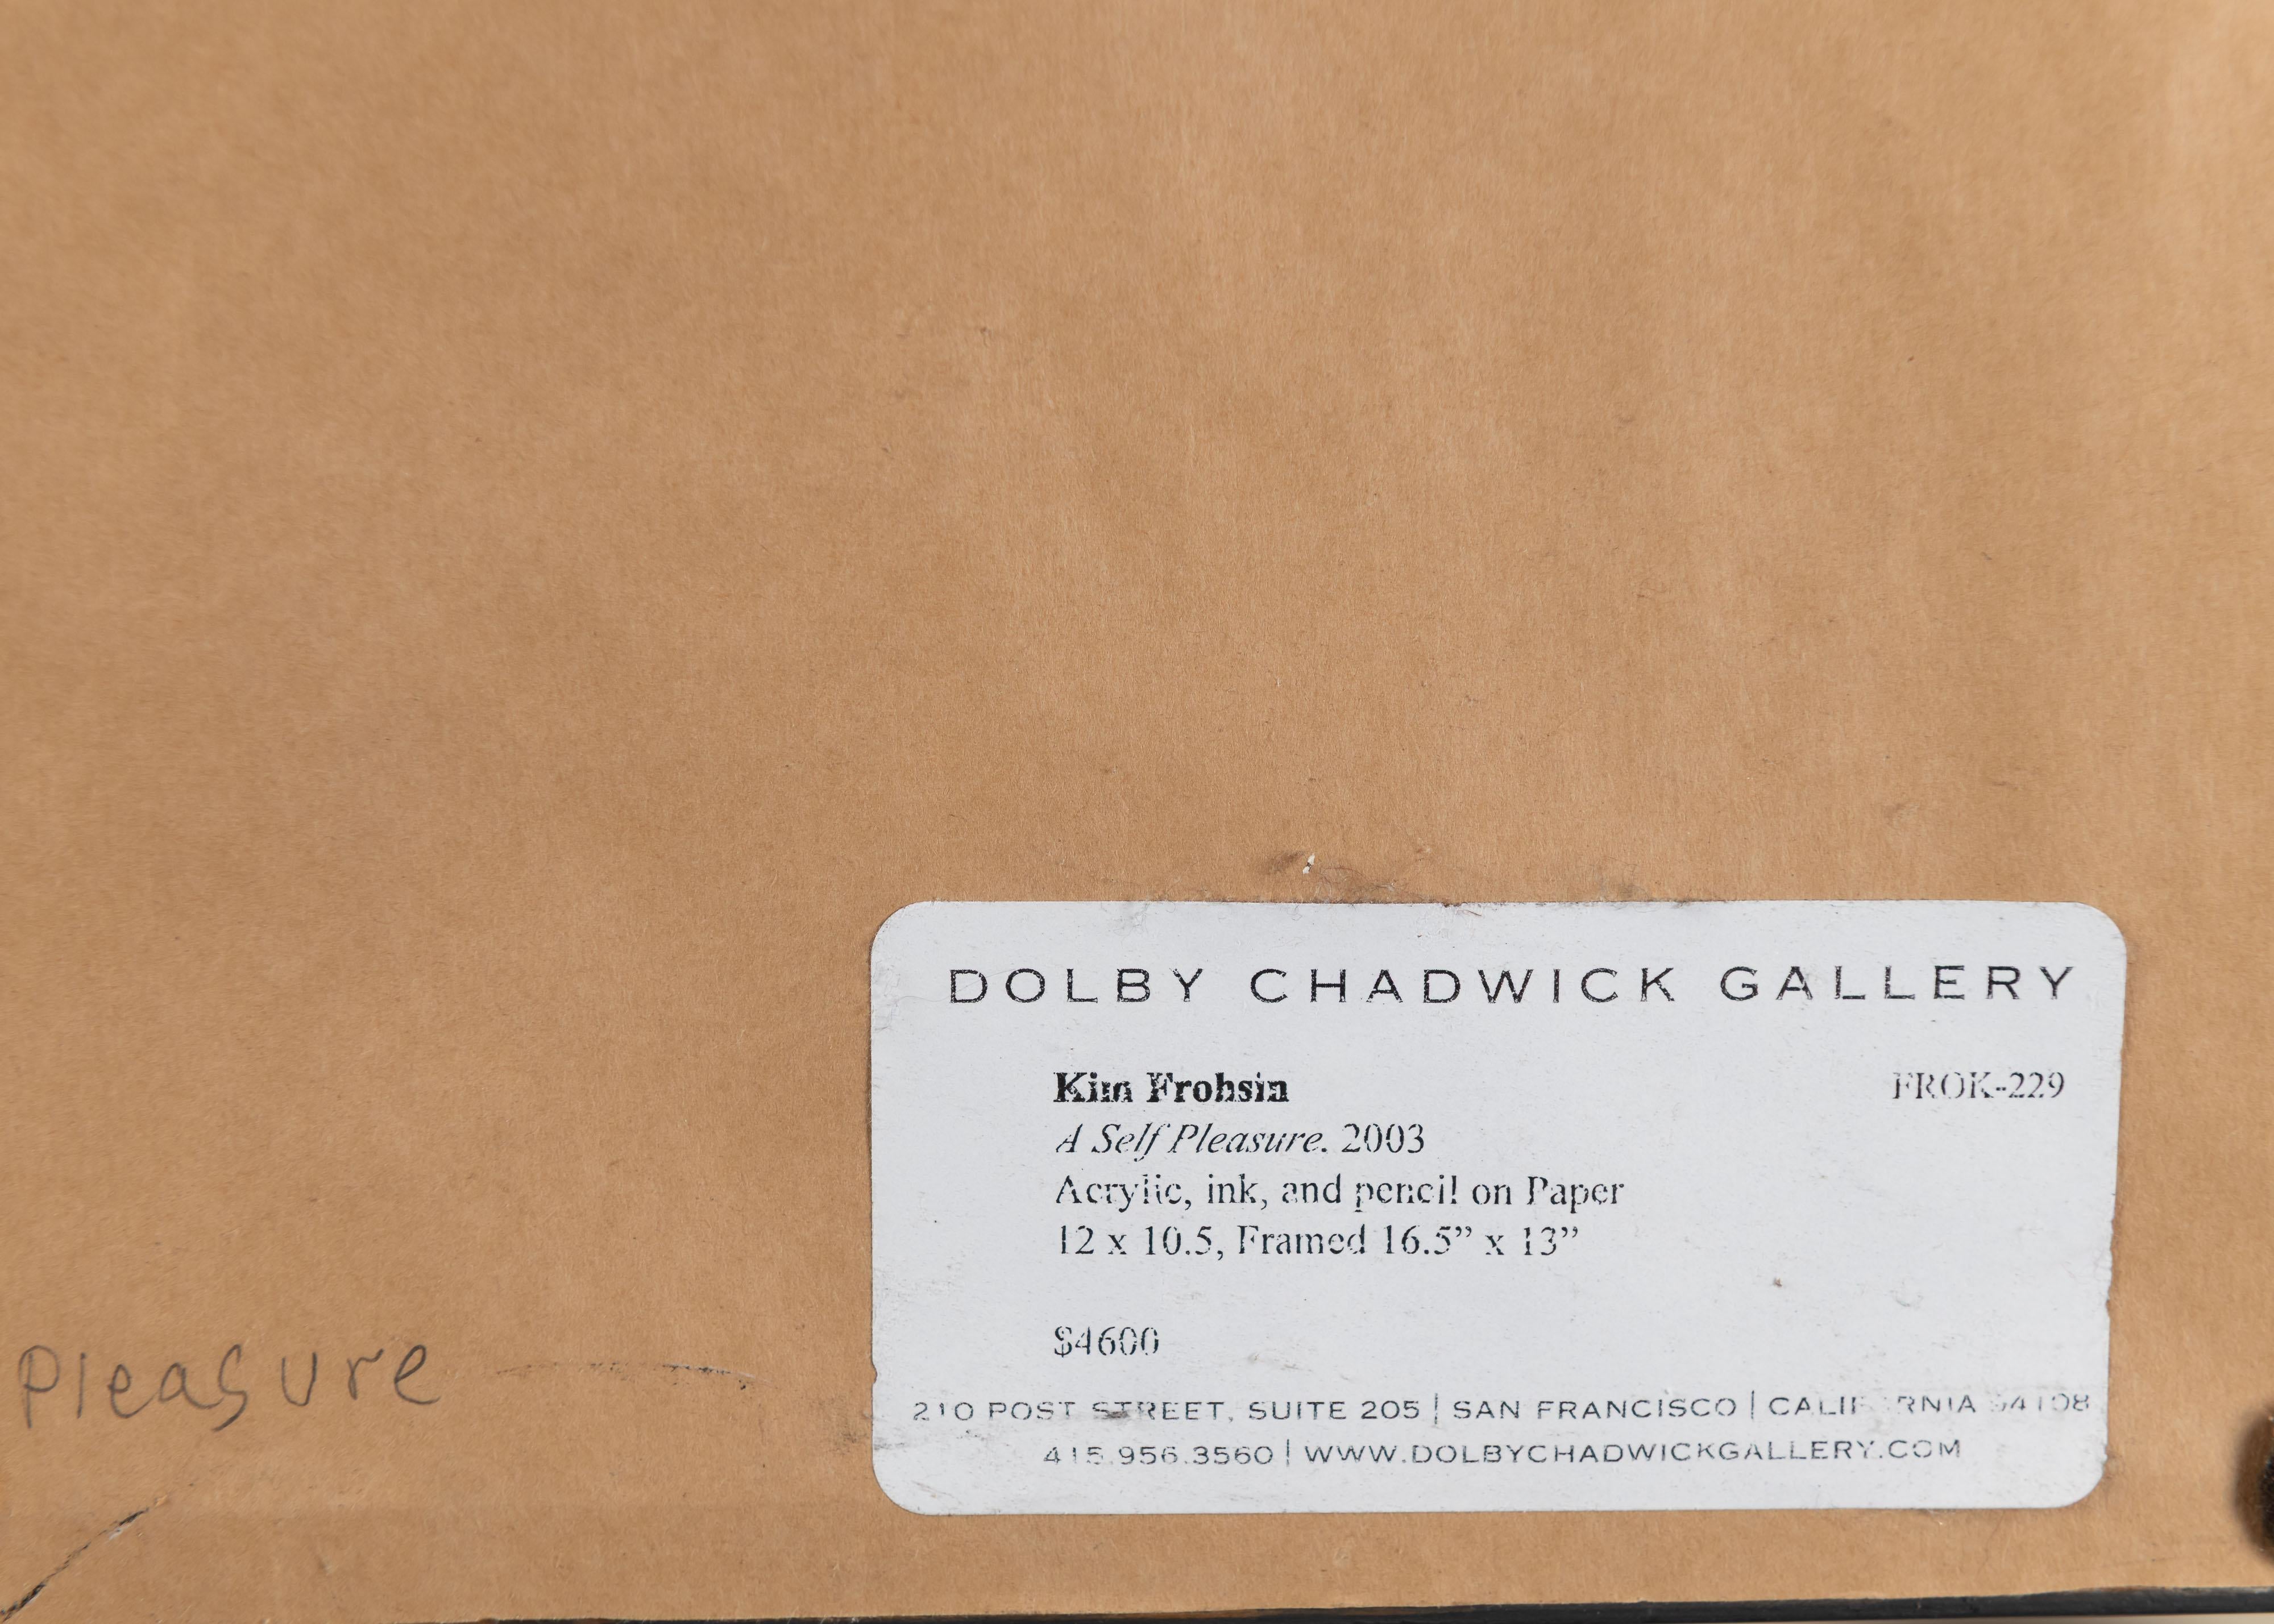 DOLBY CHADWICK GALLERY
Kim Frohsin FROK-229
A Self Pleasure. 2003
Acrylic, ink, and pencil on Paper
12 x 10.5, Framed 16.5” x 13”
$4600
210 POST STREET, SUITE 205 | SAN FRANCISCO | CALIFORNIA 94108
415.956.3560 | WWW.DOLBYCHADWICKGALLERY.COM
Pleasure